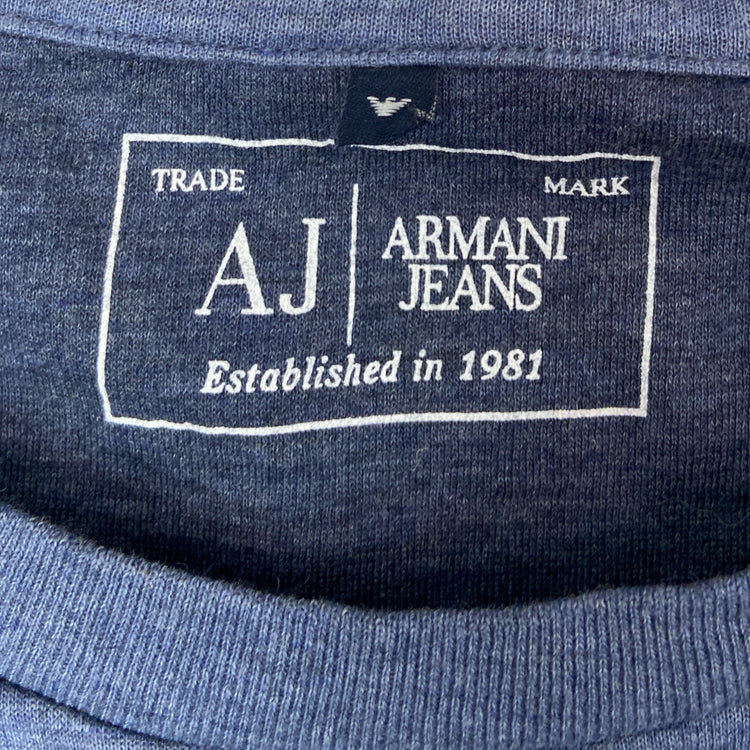 TRADE MARK
AJ
ARMANI
JEANS
Established in 1981